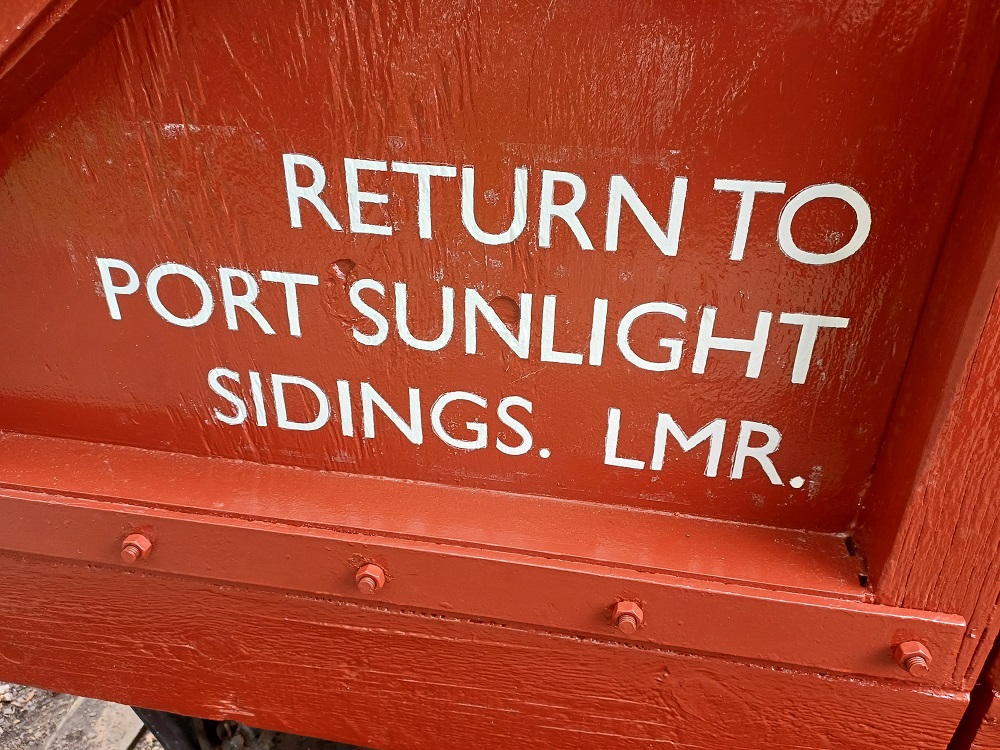 RETURN TO
PORT SUNLIGHT
SIDINGS. LMR.